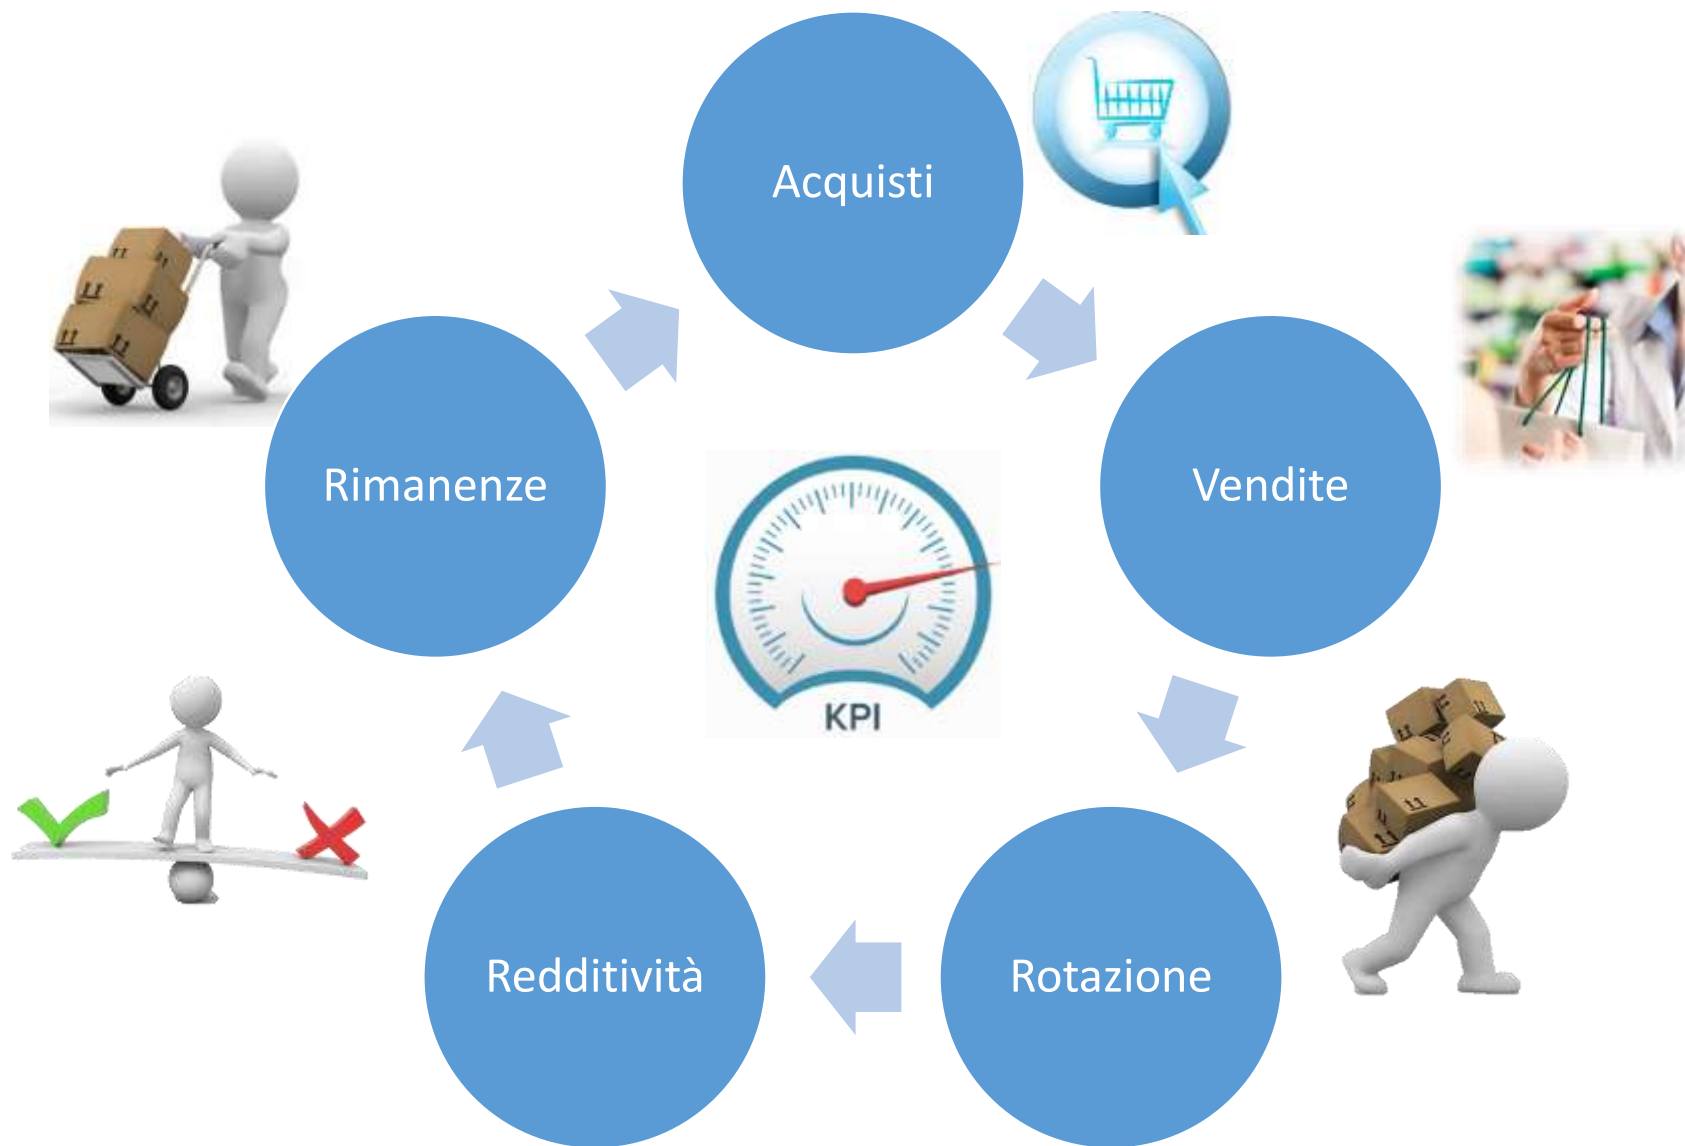 Acquisti
Vendite
Rotazione
Redditività
Rimanenze
KPI